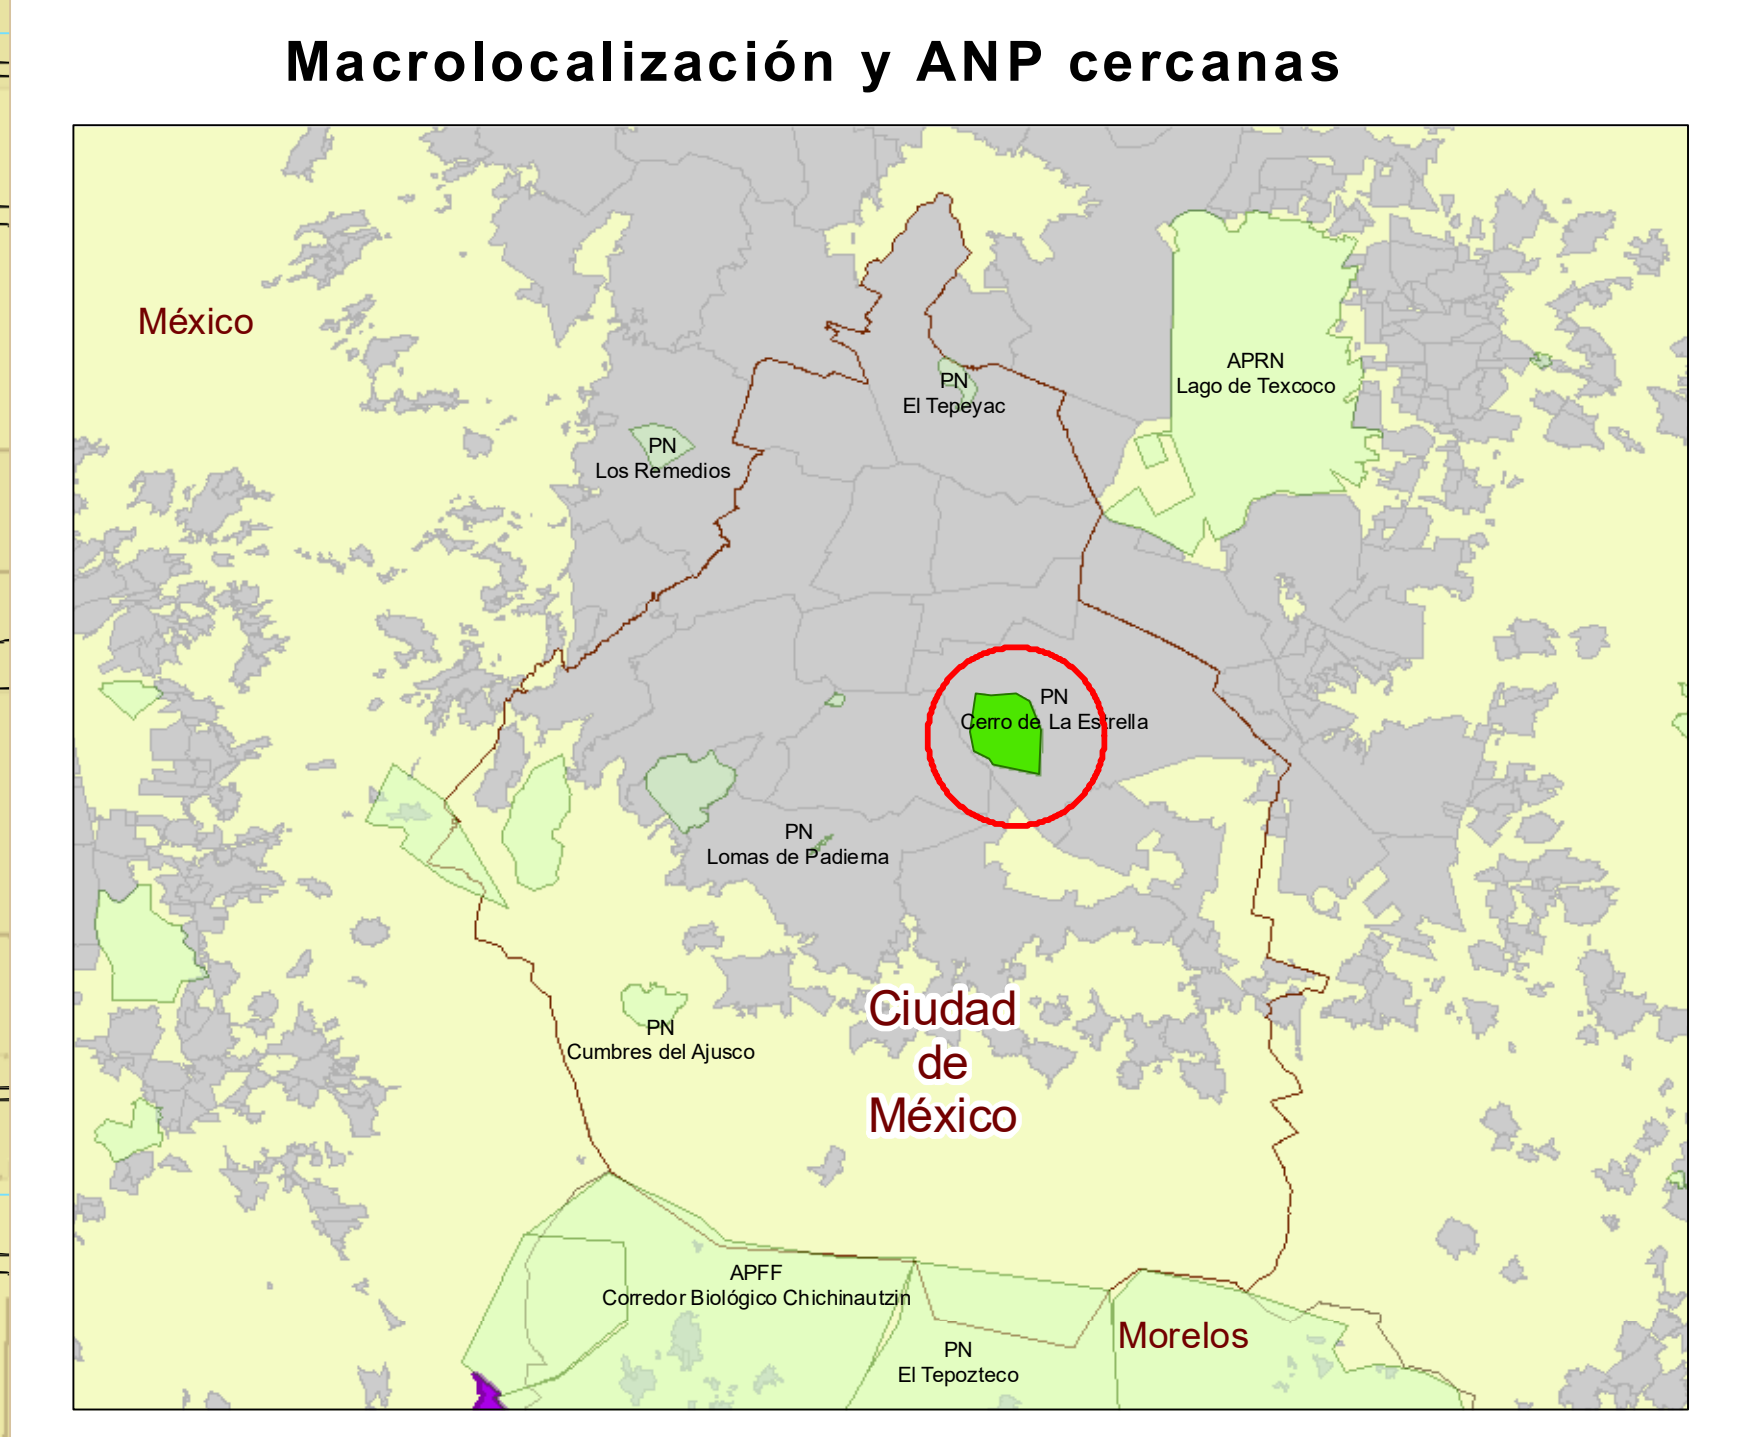 Macrolocalización y ANP cercanas
México
APRN
Lago de Texcoco
PN
El Tepeyac
PN
Los Remedios
PN
Cerro de La Estrella
PN
Lomas de Padierna
Ciudad
de
México
PN
Cumbres del Ajusco
APFF
Corredor Biológico Chichinautzin
Morelos
PN
El Tepozteco